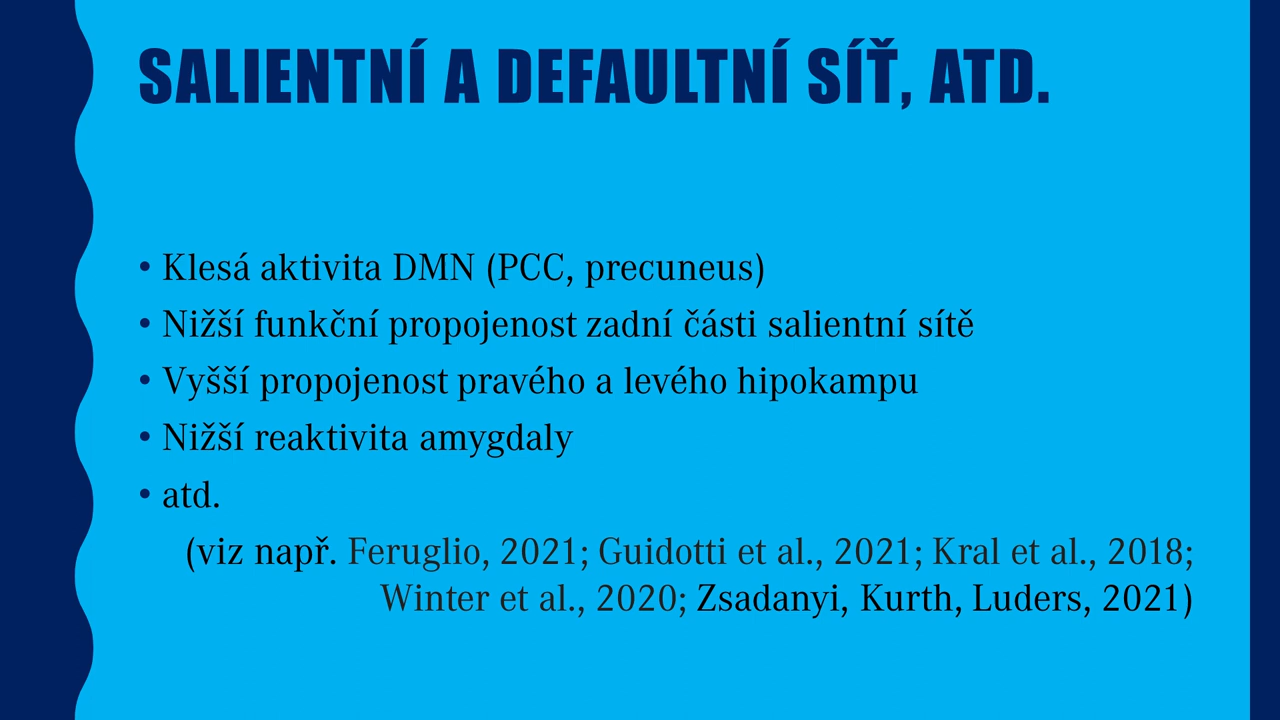 SALIENTNÍ A DEFAULTNÍ SÍŤ, ATD.
• Klesá aktivita DMN (PCC, precuneus)
• Nižší funkční propojenost zadní části salientní sítě
• Vyšší propojenost pravého a levého hipokampu
• Nižší reaktivita amygdaly
• atd.
(viz např. Feruglio, 2021; Guidotti et al., 2021; Kral et al., 2018;
Winter et al., 2020; Zsadanyi, Kurth, Luders, 2021)